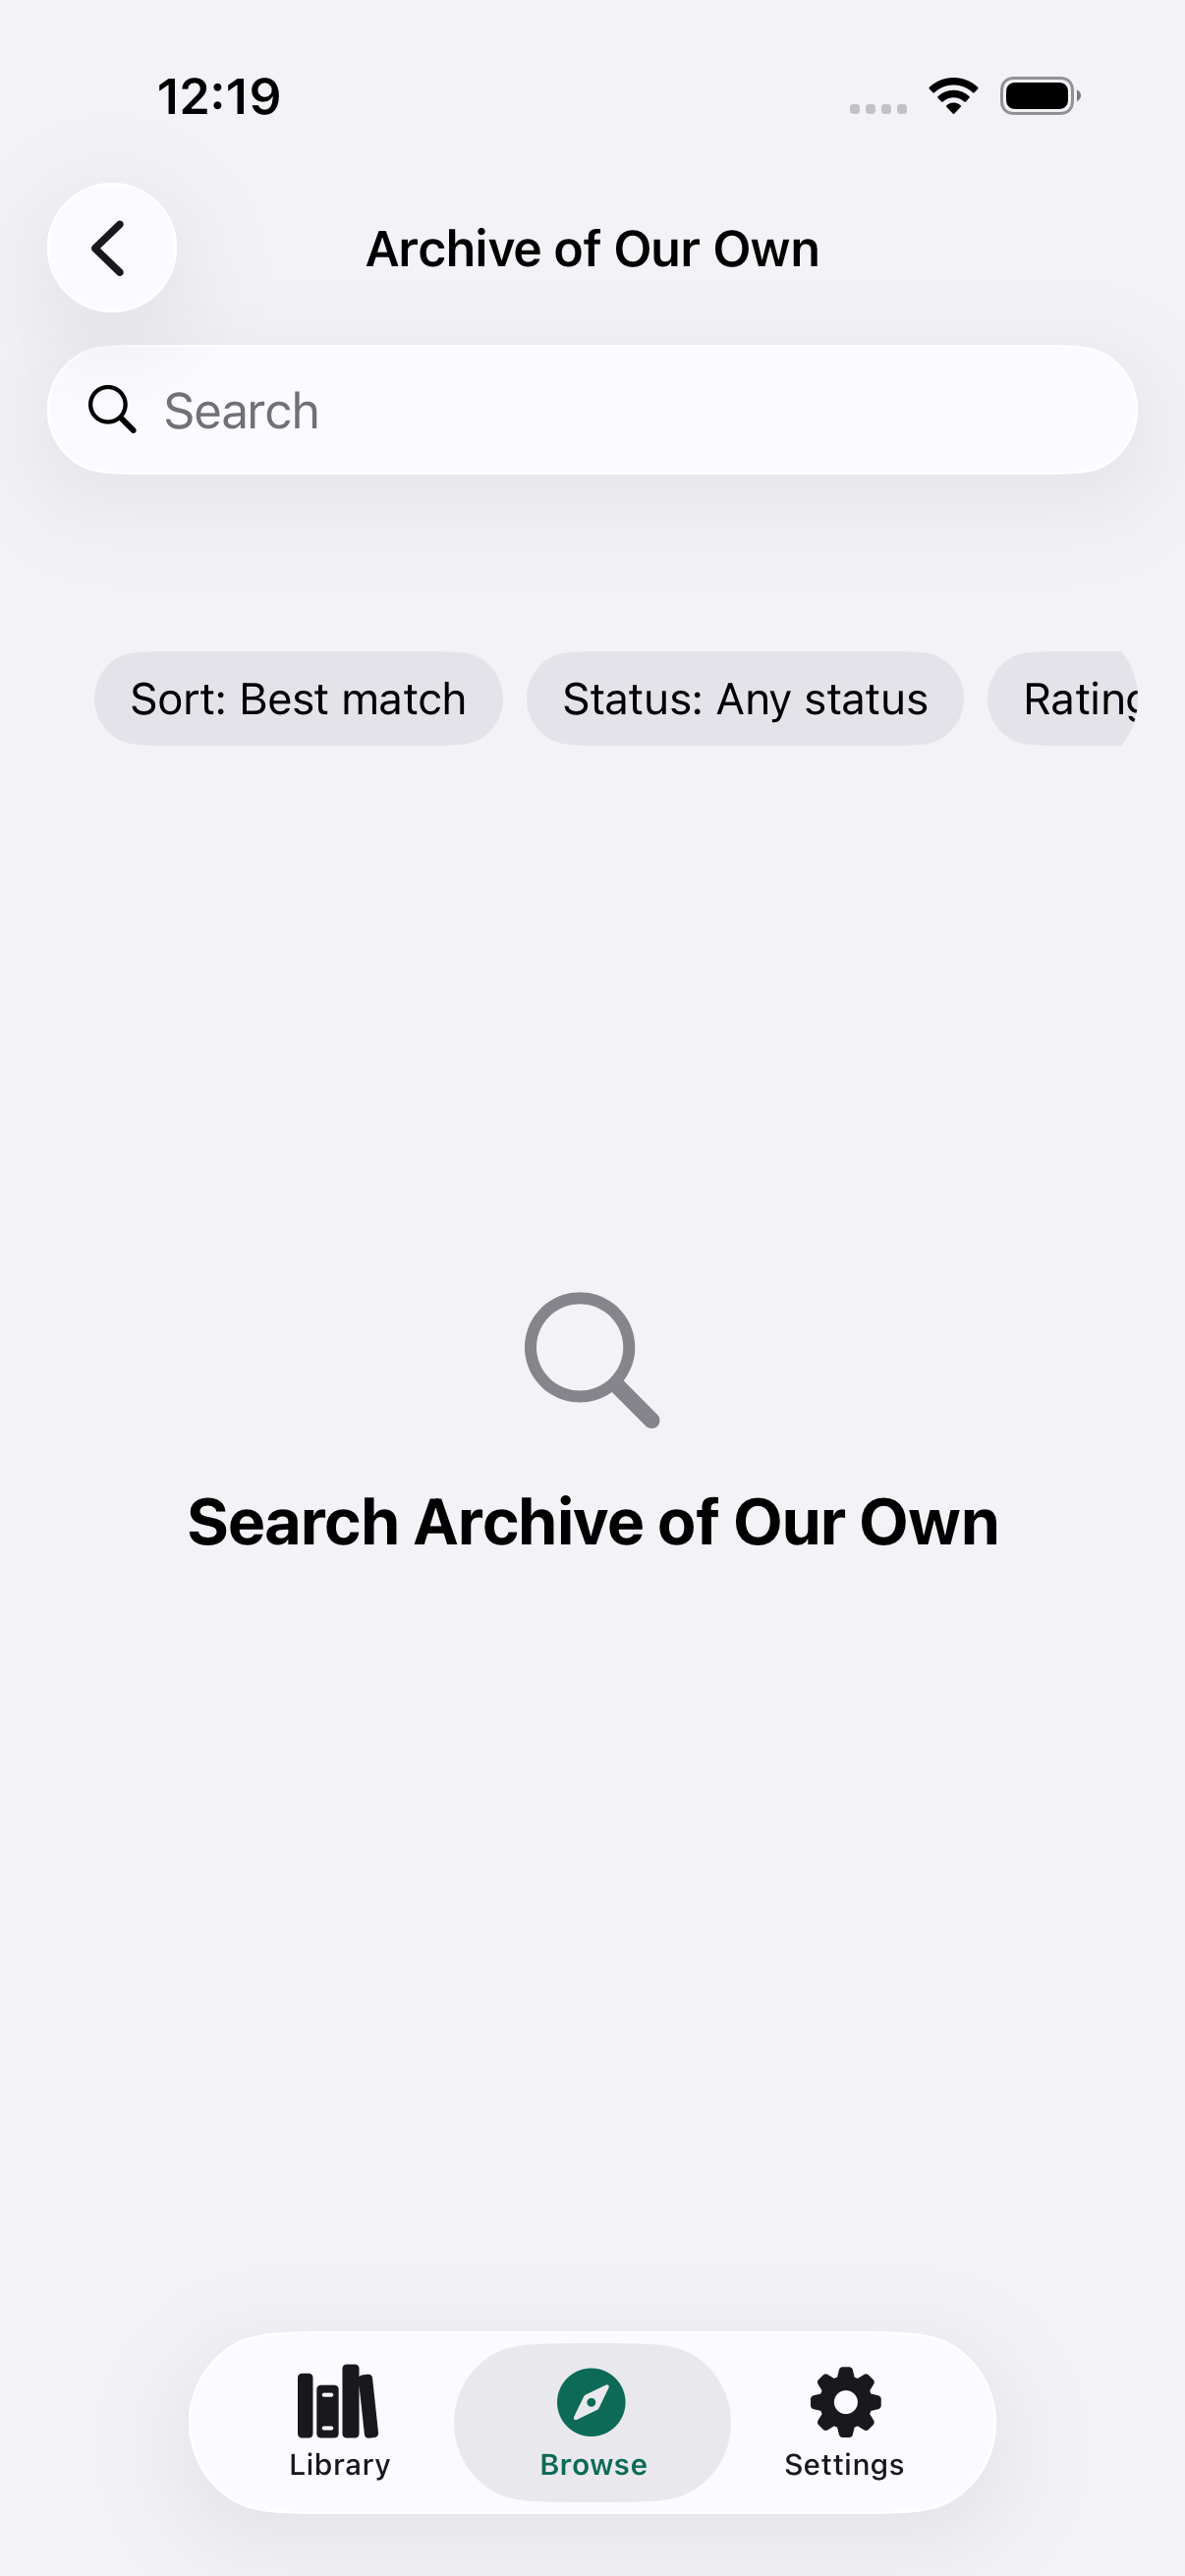 12:19
Archive of Our Own
Search
Sort: Best match
Status: Any status
Rating
Search Archive of Our Own
Library
Browse
Settings